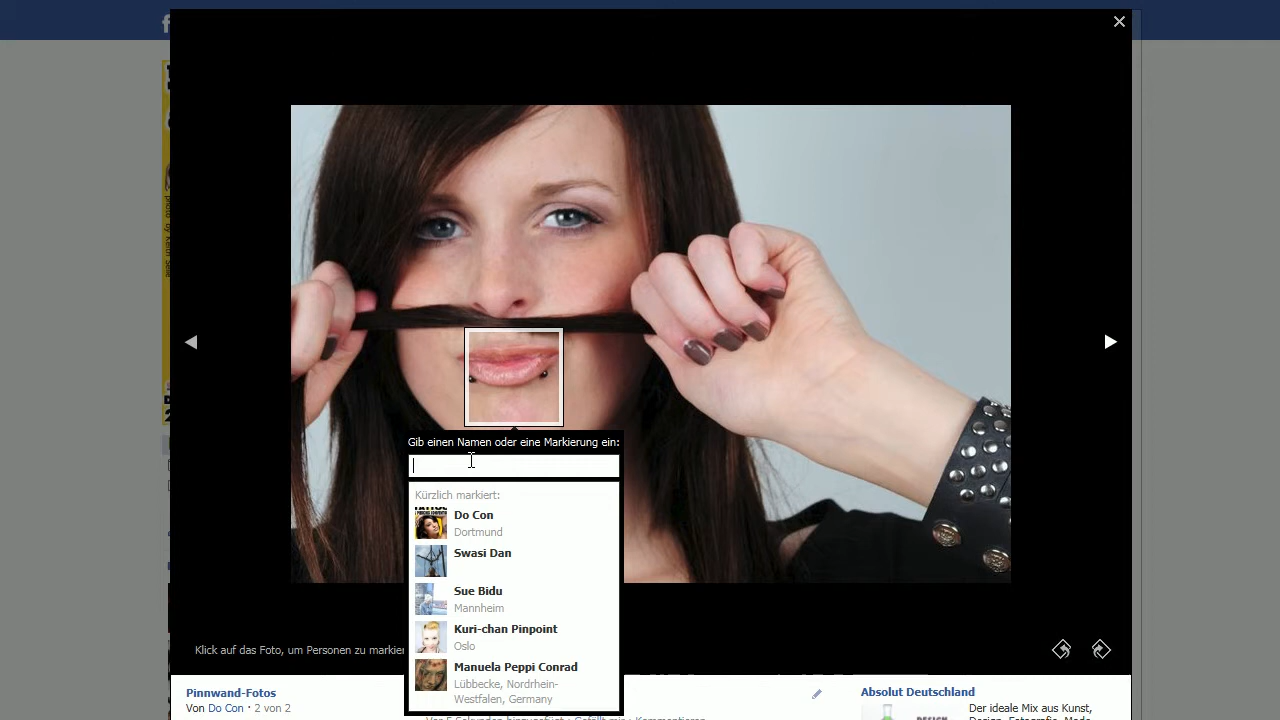 Gib einen Namen oder eine Markierung ein:
Kürzlich markiert:
Do Con
Dortmund
Swasi Dan
Sue Bidu
Mannheim
Kuri-chan Pinpoint
Oslo
Manuela Peppi Conrad
Lübbecke, Nordrhein-
Westfalen, Germany
Klick auf das Foto, um Personen zu markier
Pinnwand-Fotos
Von Do Con · 2 von 2
Absolut Deutschland
Der ideale Mix aus Kunst,